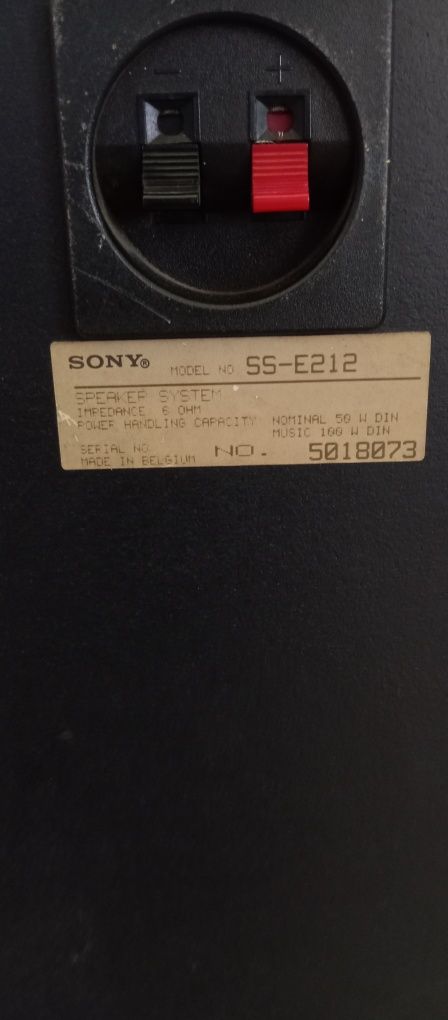 - +
SONY® MODEL NO SS-E212
SPEAKER SYSTEM
IMPEDANCE 6 OHM
POWER HANDLING CAPACITY NOMINAL 50 W DIN
MUSIC 100 W DIN
SERIAL NO. NO. 5018073
MADE IN BELGIUM